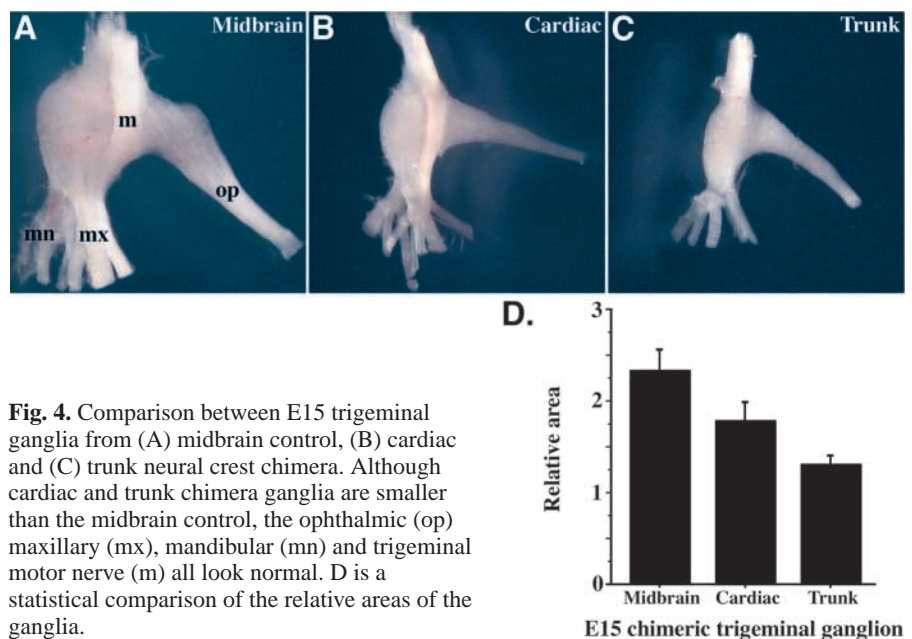 A Midbrain
B Cardiac
C Trunk
m
op
mn mx
D.
3
2
1
0
Relative area
Midbrain Cardiac Trunk
E15 chimeric trigeminal ganglion
Fig. 4. Comparison between E15 trigeminal
ganglia from (A) midbrain control, (B) cardiac
and (C) trunk neural crest chimera. Although
cardiac and trunk chimera ganglia are smaller
than the midbrain control, the ophthalmic (op)
maxillary (mx), mandibular (mn) and trigeminal
motor nerve (m) all look normal. D is a
statistical comparison of the relative areas of the
ganglia.